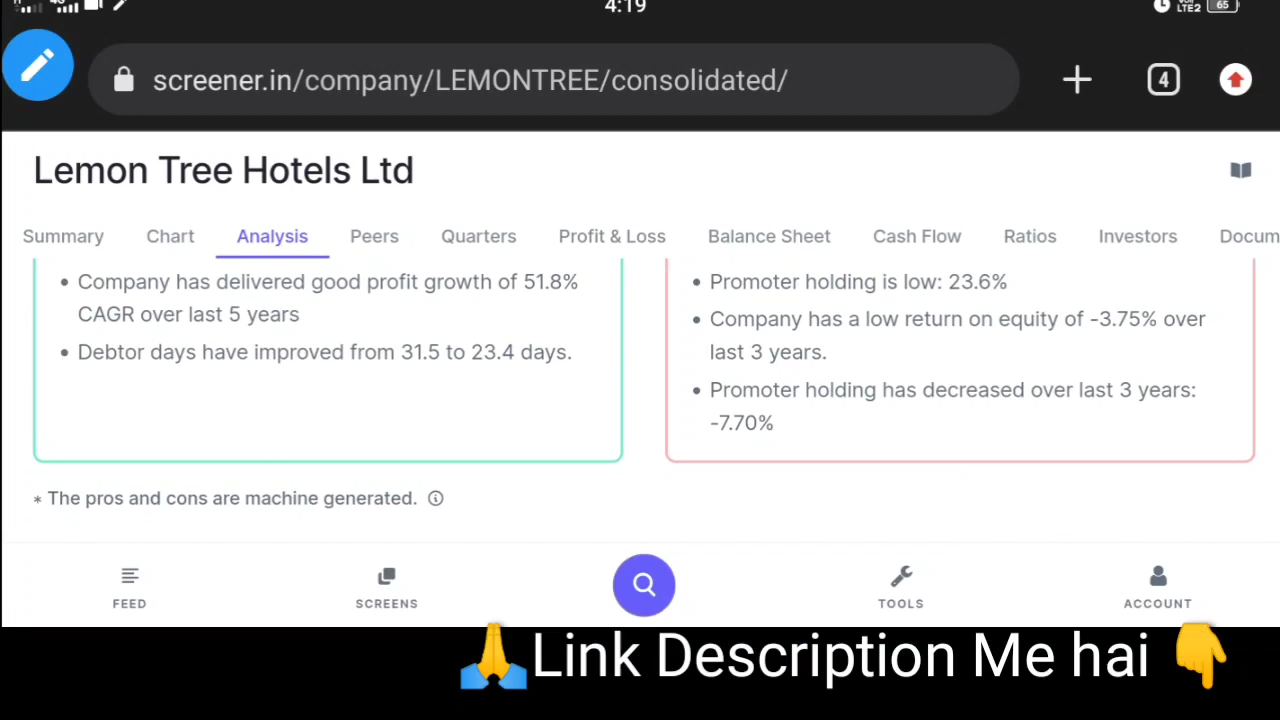 4G
4:19
LTE2 65
screener.in/company/LEMONTREE/consolidated/
4
Lemon Tree Hotels Ltd
Summary Chart Analysis Peers Quarters Profit & Loss Balance Sheet Cash Flow Ratios Investors Docum
• Company has delivered good profit growth of 51.8%
CAGR over last 5 years
• Debtor days have improved from 31.5 to 23.4 days.
• Promoter holding is low: 23.6%
• Company has a low return on equity of -3.75% over
last 3 years.
• Promoter holding has decreased over last 3 years:
-7.70%
* The pros and cons are machine generated.
FEED SCREENS TOOLS ACCOUNT
🙏Link Description Me hai 👇